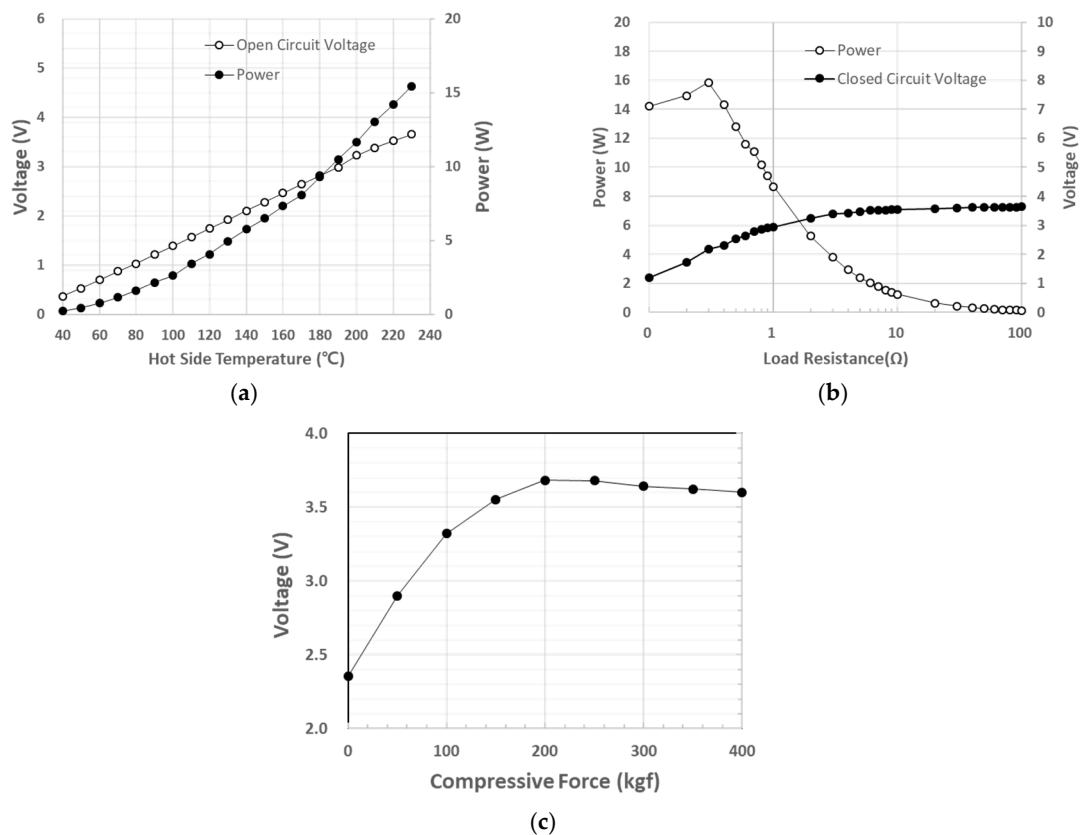 6
5
4
3
2
1
0
Voltage (V)
20
15
10
5
0
Power (W)
Open Circuit Voltage
Power
40 60 80 100 120 140 160 180 200 220 240
Hot Side Temperature (℃)
(a)
20
18
16
14
12
10
8
6
4
2
0
Power (W)
10
9
8
7
6
5
4
3
2
1
0
Voltage (V)
Power
Closed Circuit Voltage
0 1 10 100
Load Resistance(Ω)
(b)
4.0
3.5
3.0
2.5
2.0
Voltage (V)
0 100 200 300 400
Compressive Force (kgf)
(c)